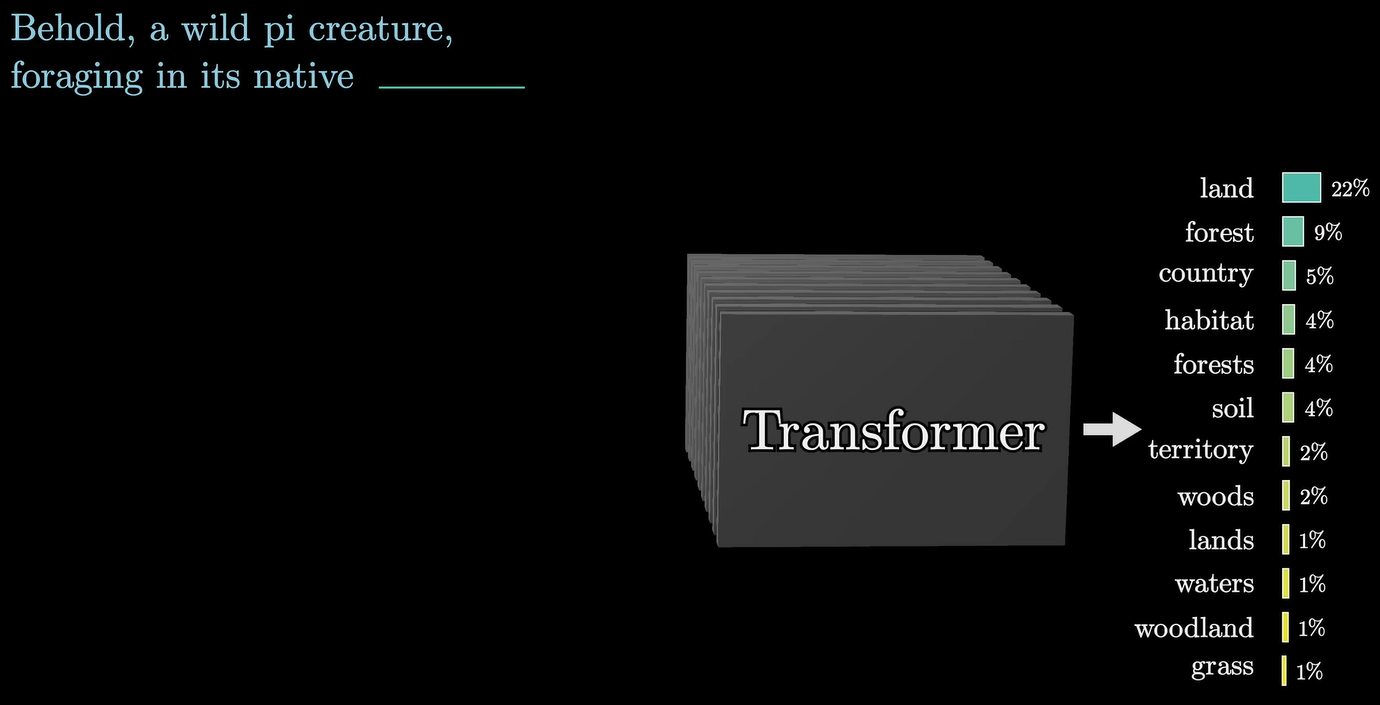 Behold, a wild pi creature,
foraging in its native ______
Transformer
land 22%
forest 9%
country 5%
habitat 4%
forests 4%
soil 4%
territory 2%
woods 2%
lands 1%
waters 1%
woodland 1%
grass 1%